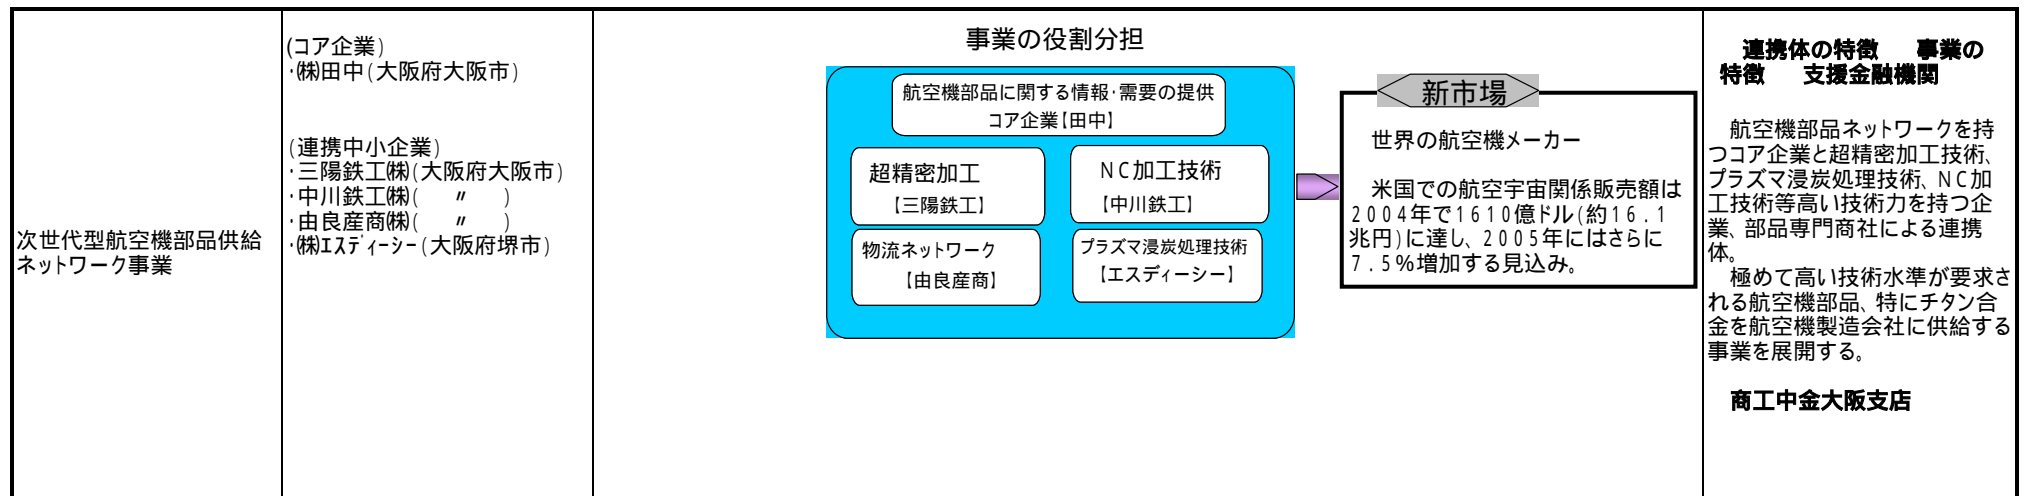 次世代型航空機部品供給
ネットワーク事業
(コア企業)
・㈱田中(大阪府大阪市)
(連携中小企業)
・三陽鉄工㈱(大阪府大阪市)
・中川鉄工㈱(　〃　)
・由良産商㈱(　〃　)
・㈱ｴｽﾃﾞｨｰｼｰ(大阪府堺市)
事業の役割分担
航空機部品に関する情報・需要の提供
コア企業【田中】
超精密加工
【三陽鉄工】
NC加工技術
【中川鉄工】
物流ネットワーク
【由良産商】
プラズマ浸炭処理技術
【エスディーシー】
新市場
世界の航空機メーカー
米国での航空宇宙関係販売額は
2004年で1610億ドル(約16.1
兆円)に達し、2005年にはさらに
7.5%増加する見込み。
連携体の特徴　事業の
特徴　支援金融機関
航空機部品ネットワークを持
つコア企業と超精密加工技術、
プラズマ浸炭処理技術、NC加
工技術等高い技術力を持つ企
業、部品専門商社による連携
体。
極めて高い技術水準が要求さ
れる航空機部品、特にチタン合
金を航空機製造会社に供給する
事業を展開する。
商工中金大阪支店